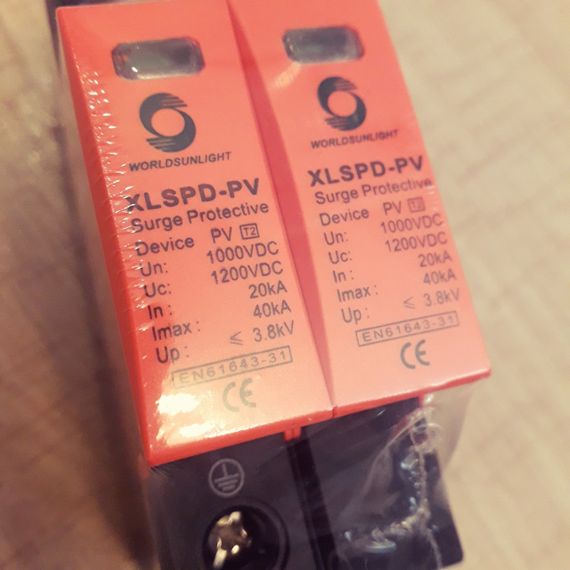 WORLDSUNLIGHT
XLSPD-PV
Surge Protective
Device PV T2
Un: 1000VDC
Uc: 1200VDC
In: 20kA
Imax: 40kA
Up: ≤ 3.8kV
EN61643-31
CE
WORLDSUNLIGHT
XLSPD-PV
Surge Protective
Device PV T2
Un: 1000VDC
Uc: 1200VDC
In: 20kA
Imax: 40kA
Up: ≤ 3.8kV
EN61643-31
CE